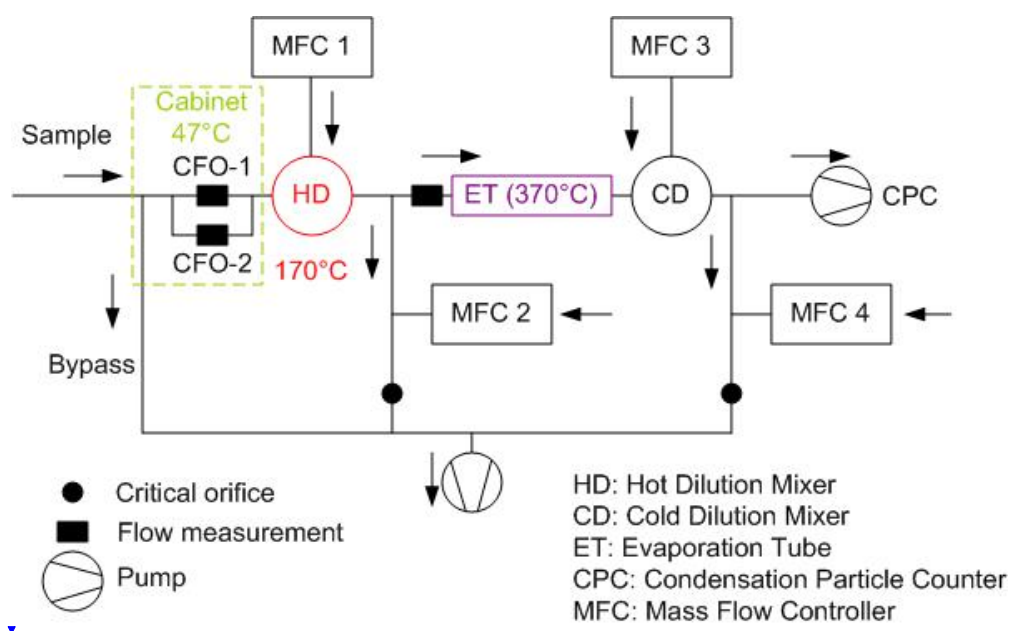 MFC 1
MFC 3
Cabinet
47°C
Sample
CFO-1
HD
ET (370°C)
CD
CPC
CFO-2
170°C
MFC 2
MFC 4
Bypass
Critical orifice
Flow measurement
Pump
HD: Hot Dilution Mixer
CD: Cold Dilution Mixer
ET: Evaporation Tube
CPC: Condensation Particle Counter
MFC: Mass Flow Controller